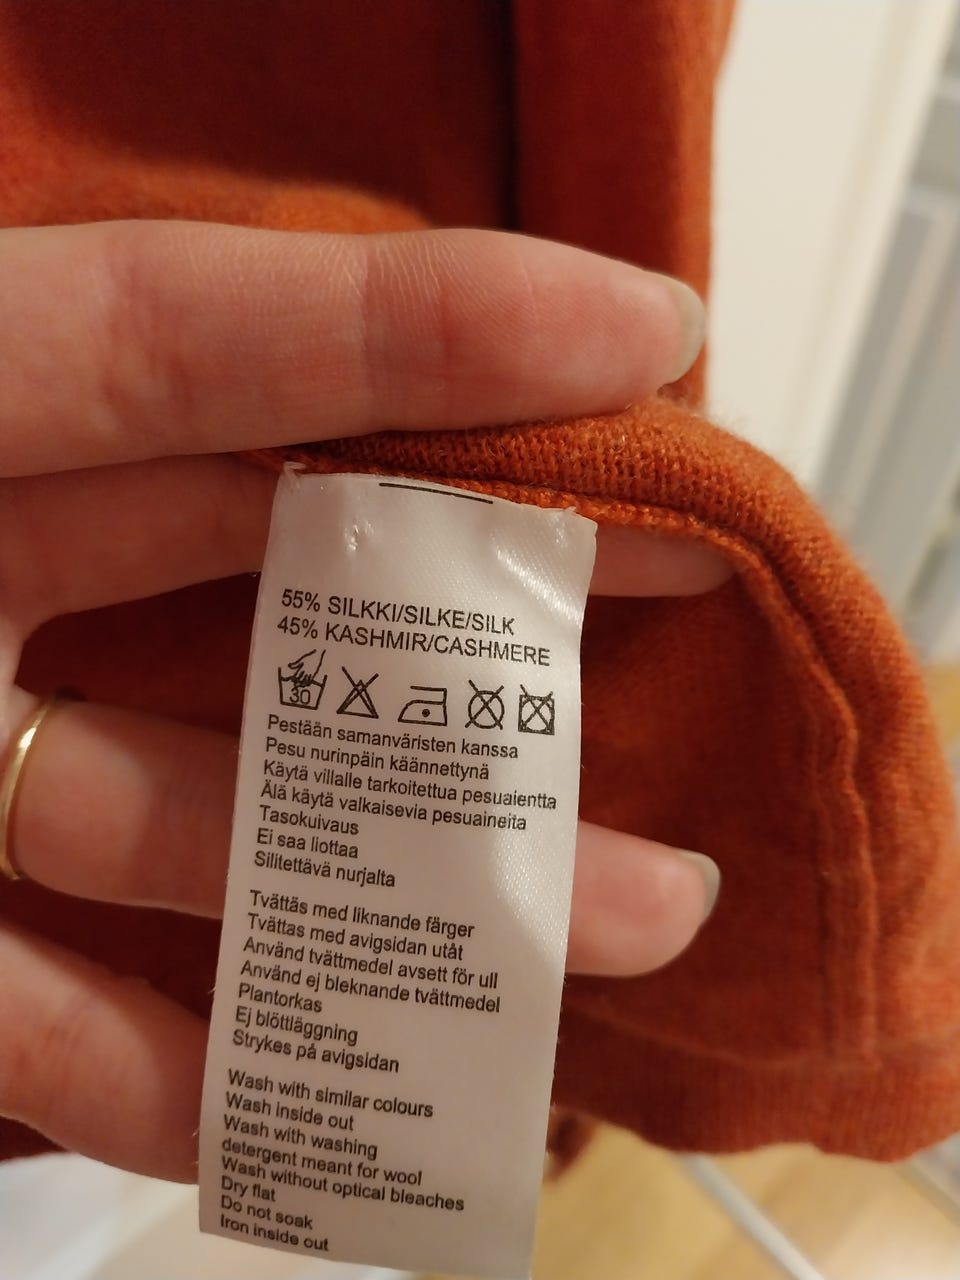 55% SILKKI/SILKE/SILK
45% KASHMIR/CASHMERE
30
Pestään samanväristen kanssa
Pesu nurinpäin käännettynä
Käytä villalle tarkoitettua pesuaientta
Älä käytä valkaisevia pesuaineita
Tasokuivaus
Ei saa liottaa
Silitettävä nurjalta
Tvättäs med liknande färger
Tvättas med avigsidan utåt
Använd tvättmedel avsett för ull
Använd ej bleknande tvättmedel
Plantorkas
Ej blöttläggning
Strykes på avigsidan
Wash with similar colours
Wash inside out
Wash with washing
detergent meant for wool
Wash without optical bleaches
Dry flat
Do not soak
Iron inside out